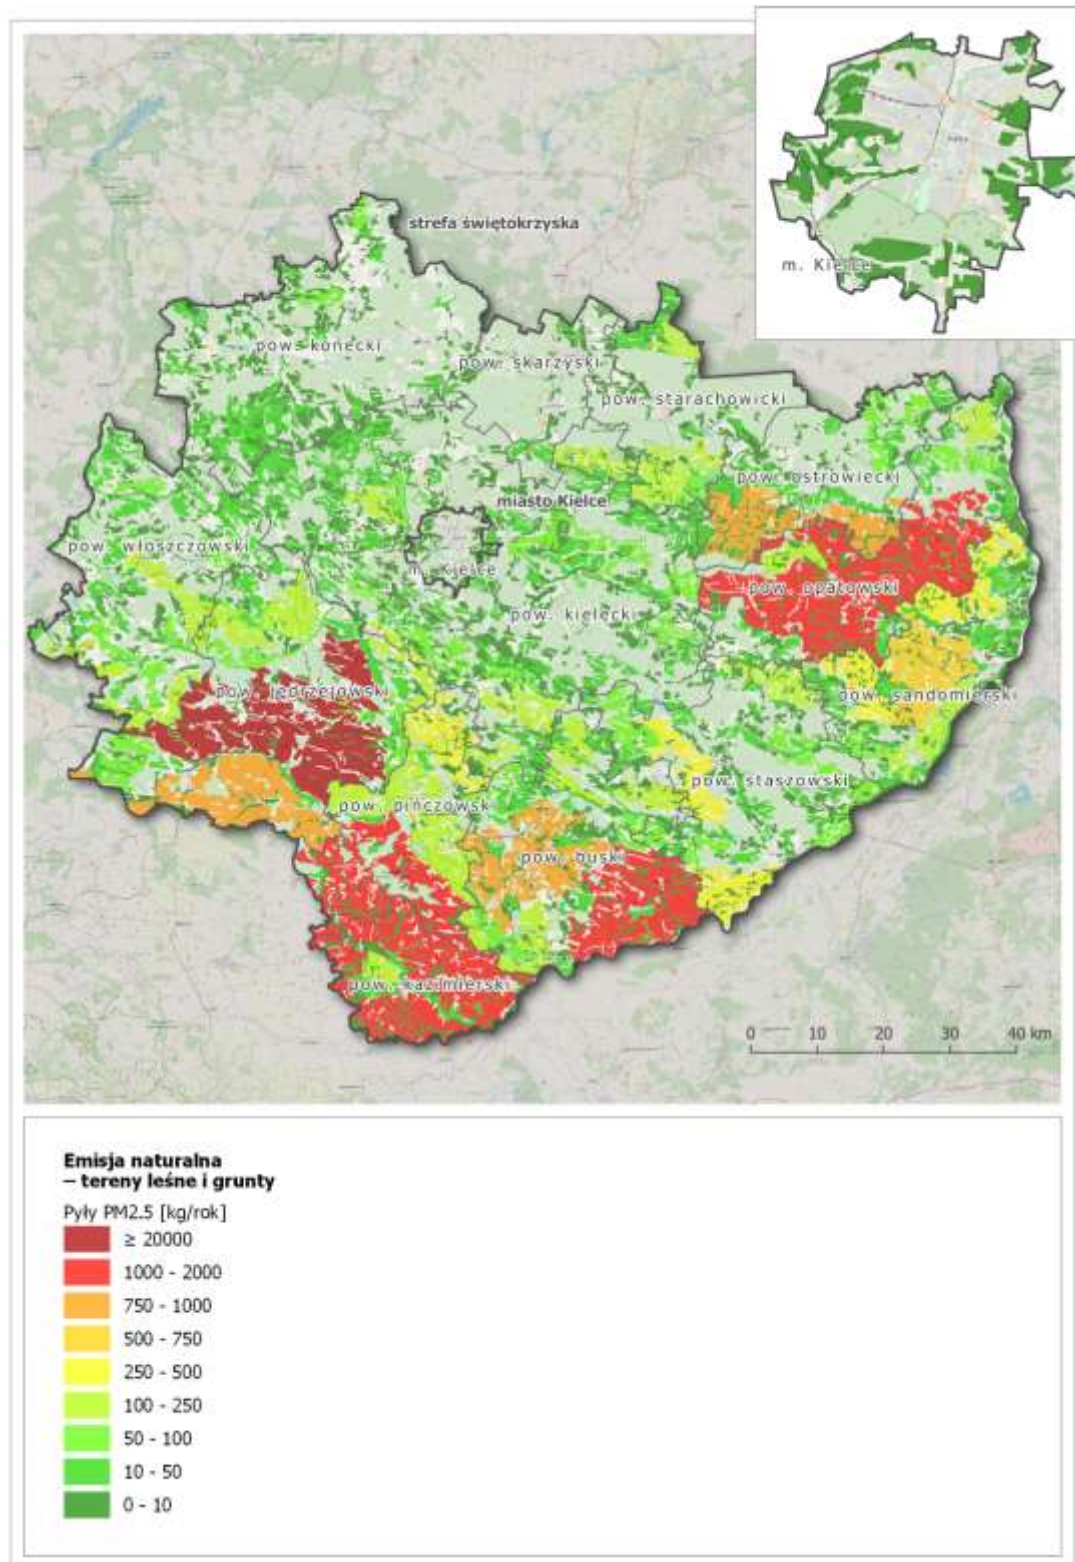 m. Kielce
strefa świętokrzyska
pow. konecki
pow. skarżyski
pow. starachowicki
pow. ostrowiecki
miasto Kielce
pow. włoszczowski
m. Kielce
pow. opatowski
pow. kielecki
pow. jędrzejowski
pow. sandomierski
pow. staszowski
pow. pińczowsk
pow. buski
pow. kazimierski
0 10 20 30 40 km
Emisja naturalna
– tereny leśne i grunty
Pyły PM2.5 [kg/rok]
≥ 20000
1000 - 2000
750 - 1000
500 - 750
250 - 500
100 - 250
50 - 100
10 - 50
0 - 10